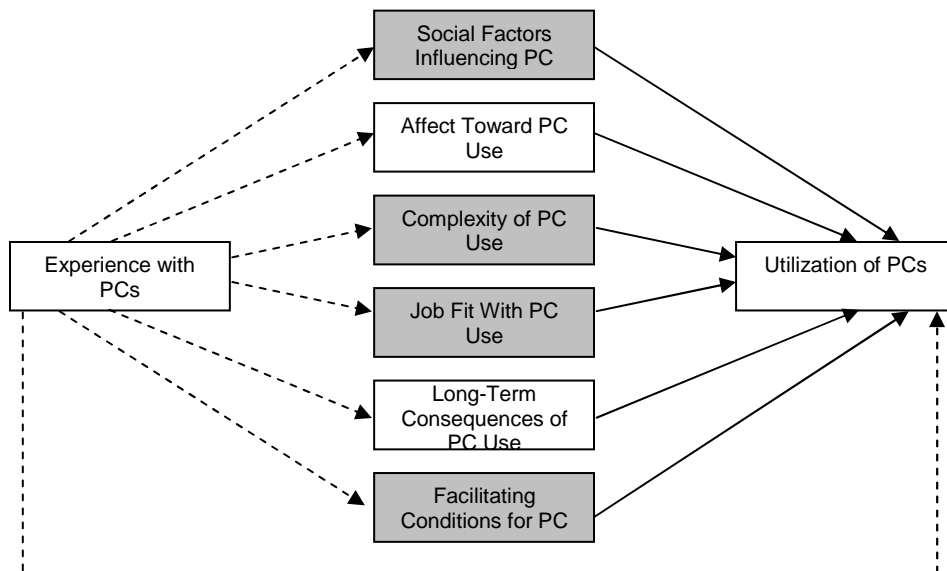 Social Factors
Influencing PC
Affect Toward PC
Use
Complexity of PC
Use
Experience with
PCs
Utilization of PCs
Job Fit With PC
Use
Long-Term
Consequences of
PC Use
Facilitating
Conditions for PC